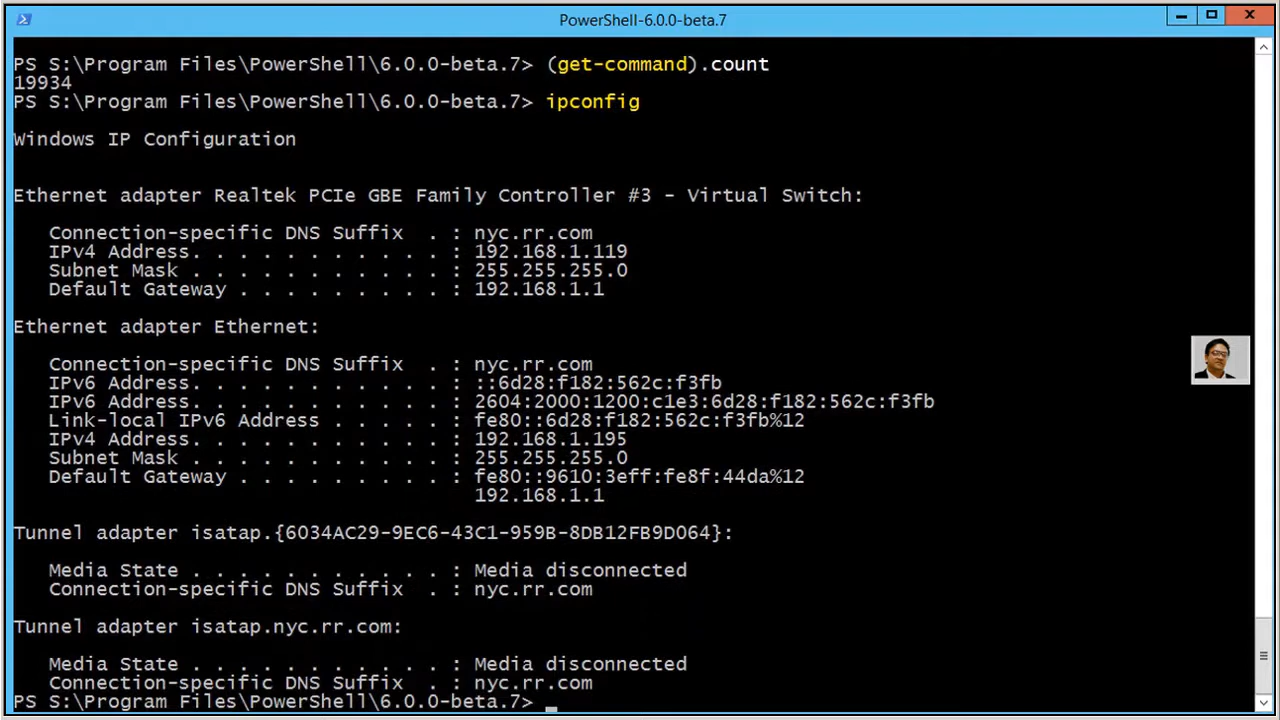 PowerShell-6.0.0-beta.7
PS S:\Program Files\PowerShell\6.0.0-beta.7> (get-command).count
19934
PS S:\Program Files\PowerShell\6.0.0-beta.7> ipconfig
Windows IP Configuration
Ethernet adapter Realtek PCIe GBE Family Controller #3 - Virtual Switch:
Connection-specific DNS Suffix  . : nyc.rr.com
IPv4 Address. . . . . . . . . . . : 192.168.1.119
Subnet Mask . . . . . . . . . . . : 255.255.255.0
Default Gateway . . . . . . . . . : 192.168.1.1
Ethernet adapter Ethernet:
Connection-specific DNS Suffix  . : nyc.rr.com
IPv6 Address. . . . . . . . . . . : ::6d28:f182:562c:f3fb
IPv6 Address. . . . . . . . . . . : 2604:2000:1200:c1e3:6d28:f182:562c:f3fb
Link-local IPv6 Address . . . . . : fe80::6d28:f182:562c:f3fb%12
IPv4 Address. . . . . . . . . . . : 192.168.1.195
Subnet Mask . . . . . . . . . . . : 255.255.255.0
Default Gateway . . . . . . . . . : fe80::9610:3eff:fe8f:44da%12
192.168.1.1
Tunnel adapter isatap.{6034AC29-9EC6-43C1-959B-8DB12FB9D064}:
Media State . . . . . . . . . . . : Media disconnected
Connection-specific DNS Suffix  . : nyc.rr.com
Tunnel adapter isatap.nyc.rr.com:
Media State . . . . . . . . . . . : Media disconnected
Connection-specific DNS Suffix  . : nyc.rr.com
PS S:\Program Files\PowerShell\6.0.0-beta.7> _